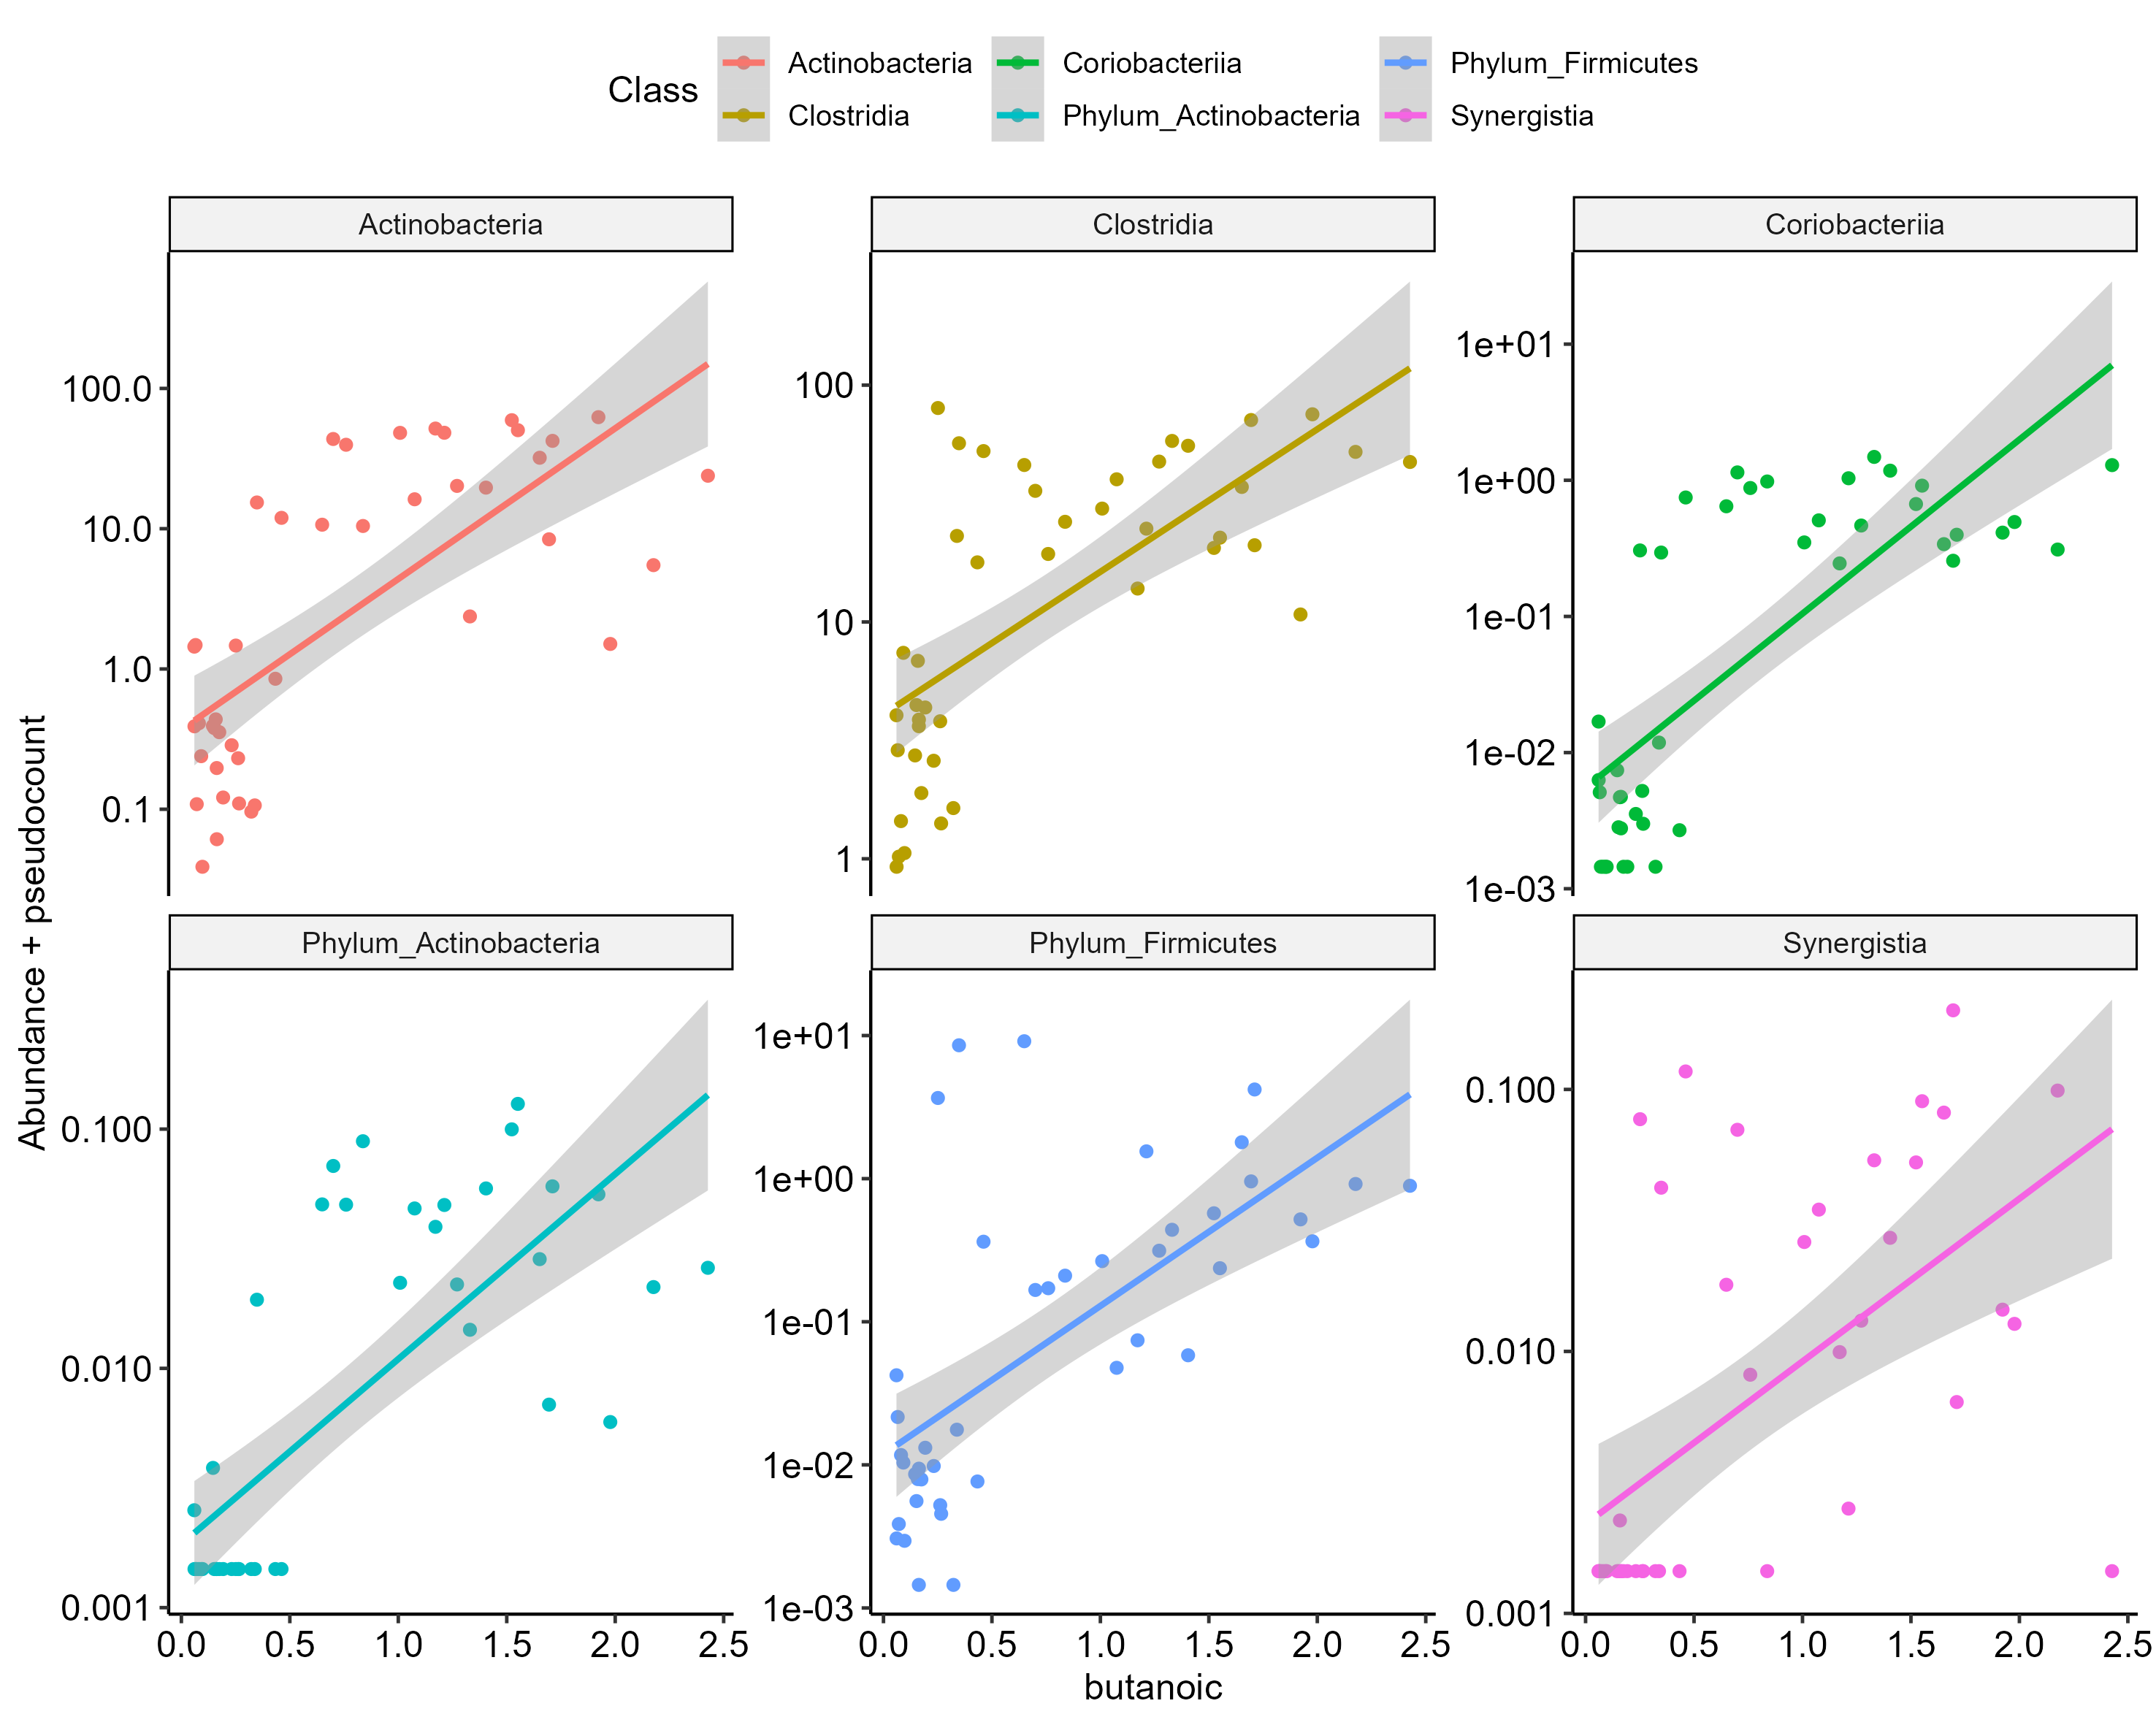 Class
Actinobacteria
Clostridia
Coriobacteriia
Phylum_Actinobacteria
Phylum_Firmicutes
Synergistia
Abundance + pseudocount
Actinobacteria
100.0
10.0
1.0
0.1
Clostridia
100
10
1
Coriobacteriia
1e+01
1e+00
1e-01
1e-02
1e-03
Phylum_Actinobacteria
0.100
0.010
0.001
0.0 0.5 1.0 1.5 2.0 2.5
Phylum_Firmicutes
1e+01
1e+00
1e-01
1e-02
1e-03
0.0 0.5 1.0 1.5 2.0 2.5
Synergistia
0.100
0.010
0.001
0.0 0.5 1.0 1.5 2.0 2.5
butanoic